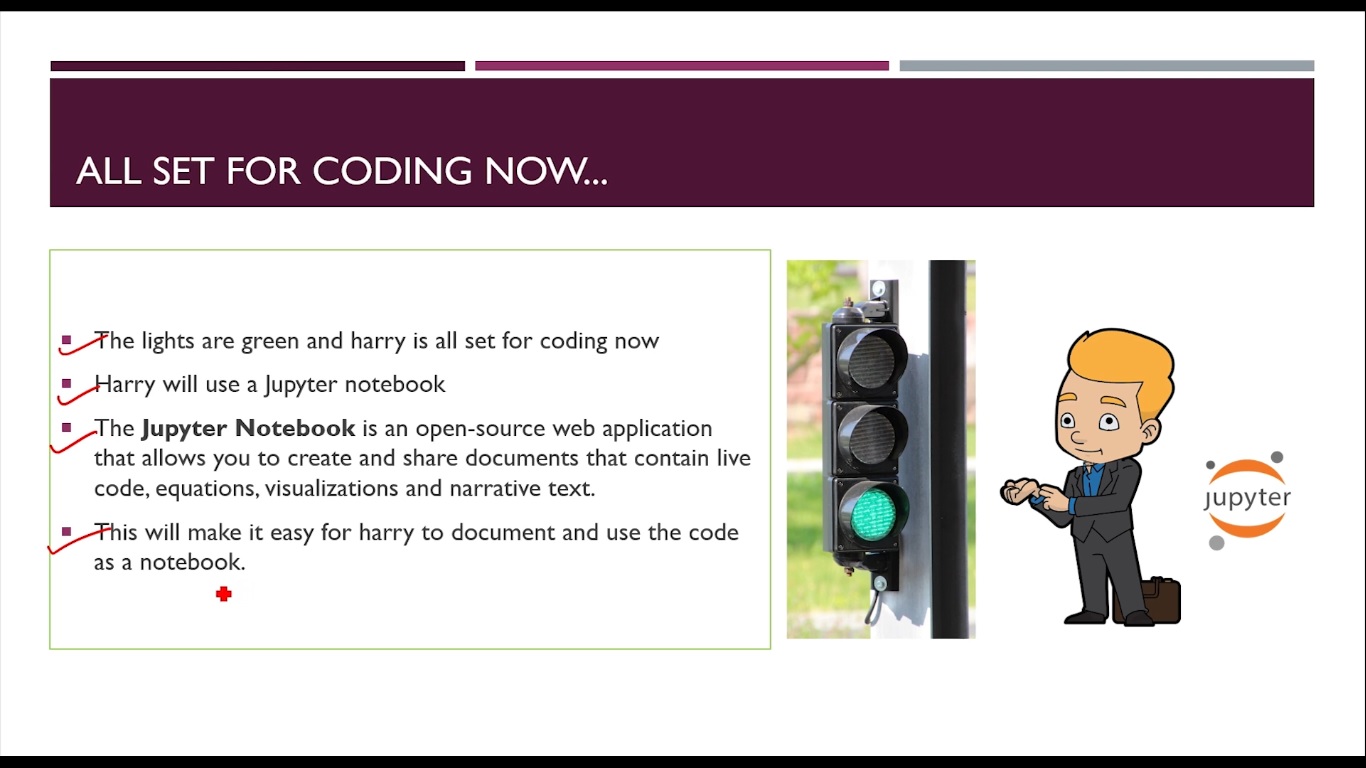 ALL SET FOR CODING NOW...
The lights are green and harry is all set for coding now
Harry will use a Jupyter notebook
The Jupyter Notebook is an open-source web application
that allows you to create and share documents that contain live
code, equations, visualizations and narrative text.
This will make it easy for harry to document and use the code
as a notebook.
jupyter